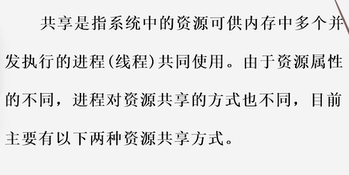 共享是指系统中的资源可供内存中多个并
发执行的进程(线程)共同使用。由于资源属性
的不同，进程对资源共享的方式也不同，目前
主要有以下两种资源共享方式。